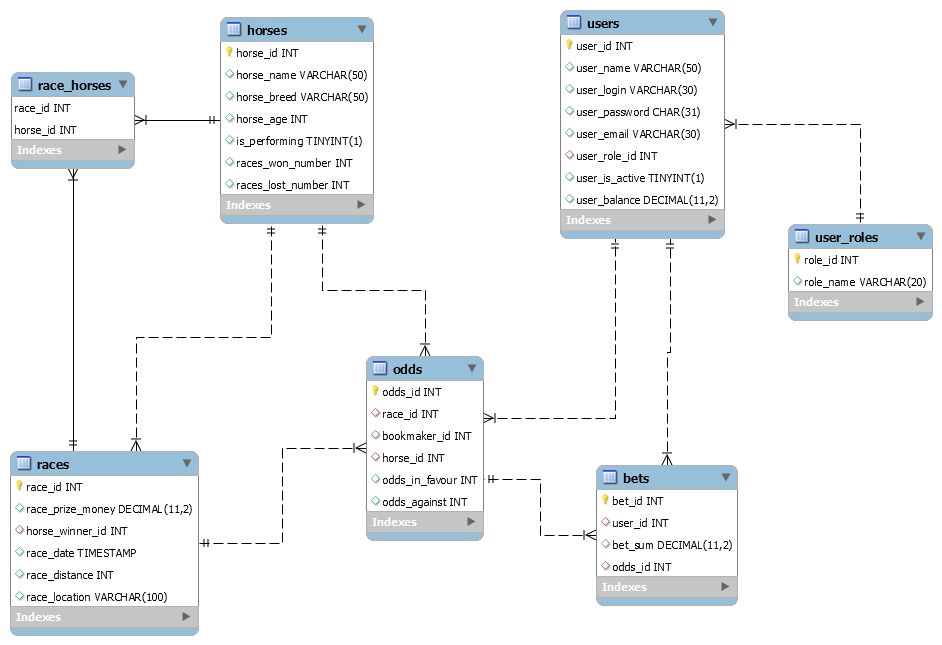 horses
horse_id INT
horse_name VARCHAR(50)
horse_breed VARCHAR(50)
horse_age INT
is_performing TINYINT(1)
races_won_number INT
races_lost_number INT
Indexes
users
user_id INT
user_name VARCHAR(50)
user_login VARCHAR(30)
user_password CHAR(31)
user_email VARCHAR(30)
user_role_id INT
user_is_active TINYINT(1)
user_balance DECIMAL(11,2)
Indexes
race_horses
race_id INT
horse_id INT
Indexes
user_roles
role_id INT
role_name VARCHAR(20)
Indexes
odds
odds_id INT
race_id INT
bookmaker_id INT
horse_id INT
odds_in_favour INT
odds_against INT
Indexes
races
race_id INT
race_prize_money DECIMAL(11,2)
horse_winner_id INT
race_date TIMESTAMP
race_distance INT
race_location VARCHAR(100)
Indexes
bets
bet_id INT
user_id INT
bet_sum DECIMAL(11,2)
odds_id INT
Indexes